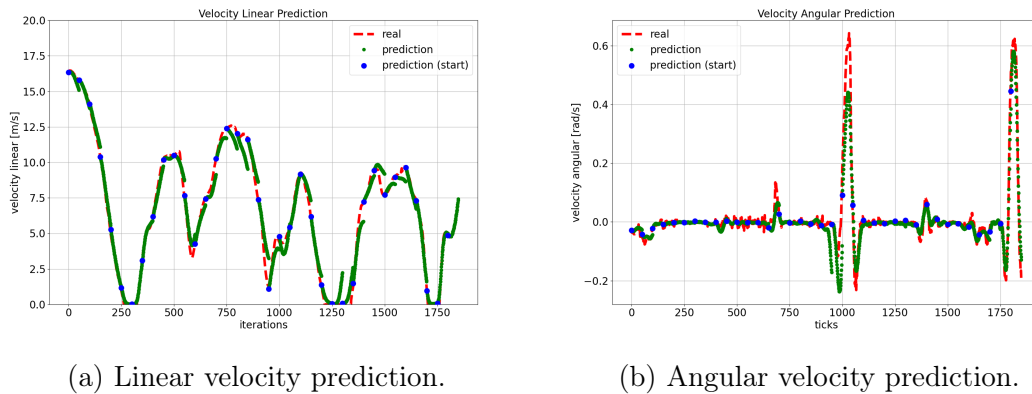 Velocity Linear Prediction
20.0
17.5
15.0
12.5
10.0
7.5
5.0
2.5
0.0
velocity linear [m/s]
real
prediction
prediction (start)
0 250 500 750 1000 1250 1500 1750
iterations
(a) Linear velocity prediction.
Velocity Angular Prediction
0.6
0.4
0.2
0.0
−0.2
velocity angular [rad/s]
real
prediction
prediction (start)
0 250 500 750 1000 1250 1500 1750
ticks
(b) Angular velocity prediction.